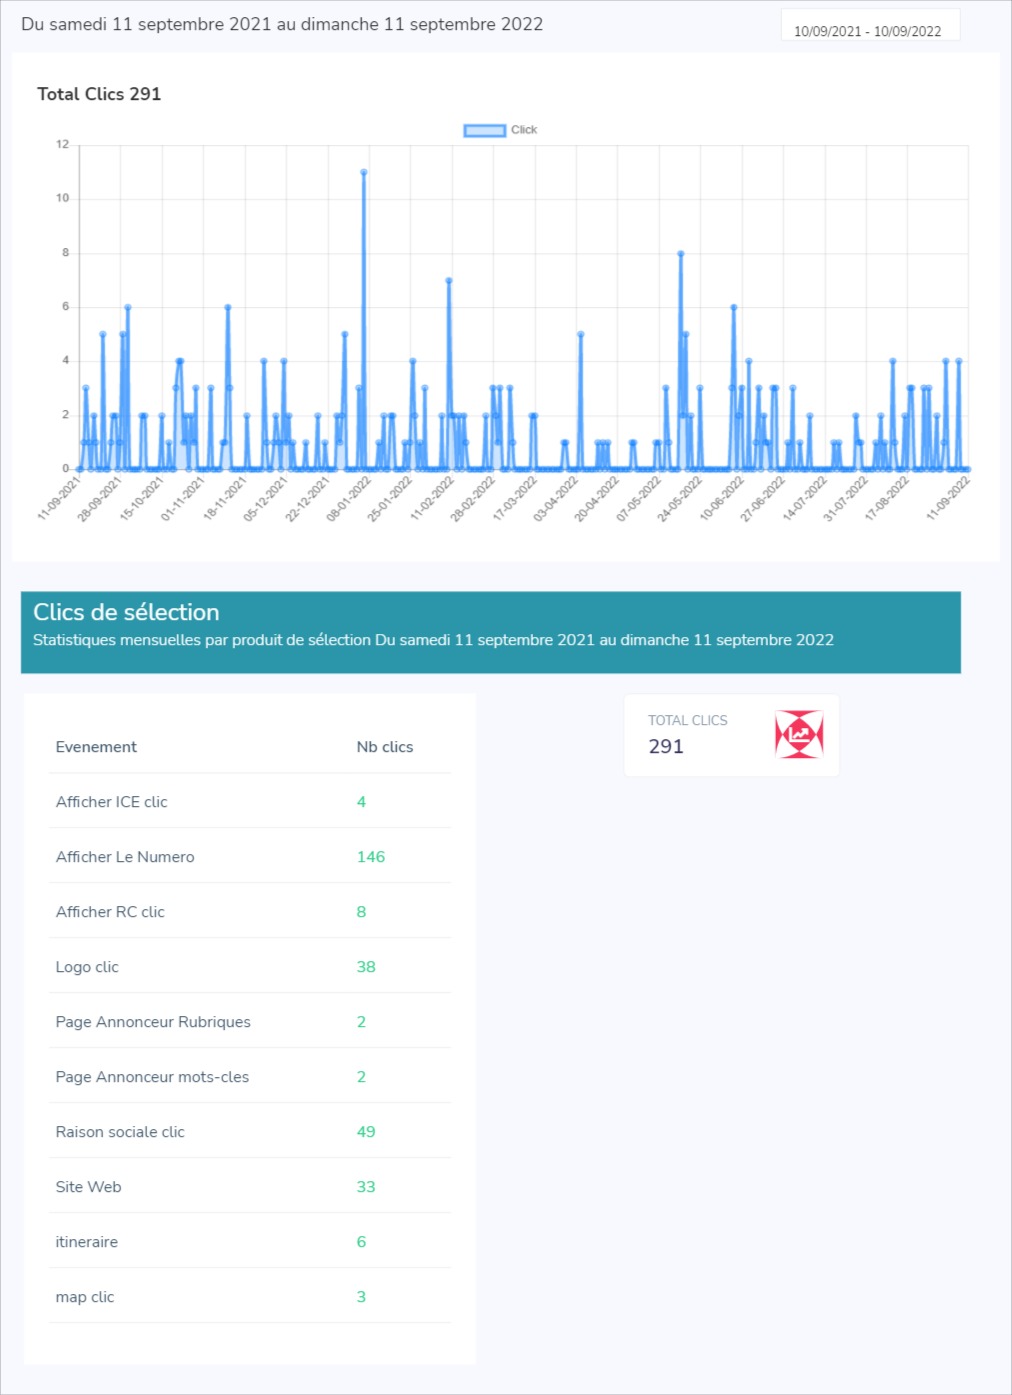 Du samedi 11 septembre 2021 au dimanche 11 septembre 2022
10/09/2021 - 10/09/2022
Total Clics 291
Click
12
10
8
6
4
2
0
11-09-2021
28-09-2021
15-10-2021
01-11-2021
18-11-2021
05-12-2021
22-12-2021
08-01-2022
25-01-2022
11-02-2022
28-02-2022
17-03-2022
03-04-2022
20-04-2022
07-05-2022
24-05-2022
10-06-2022
27-06-2022
14-07-2022
31-07-2022
17-08-2022
11-09-2022
Clics de sélection
Statistiques mensuelles par produit de sélection Du samedi 11 septembre 2021 au dimanche 11 septembre 2022
TOTAL CLICS
291
Evenement Nb clics
Afficher ICE clic 4
Afficher Le Numero 146
Afficher RC clic 8
Logo clic 38
Page Annonceur Rubriques 2
Page Annonceur mots-cles 2
Raison sociale clic 49
Site Web 33
itineraire 6
map clic 3